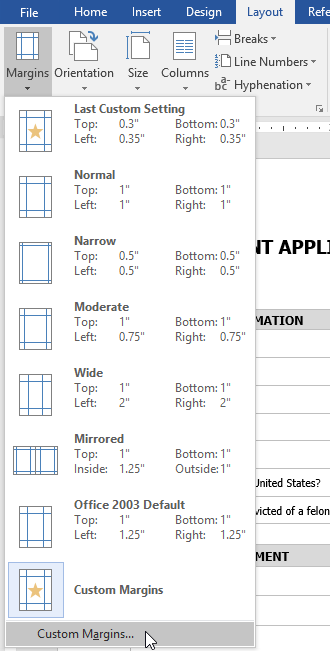 File Home Insert Design Layout Refe
Margins Orientation Size Columns
Breaks
Line Numbers
Hyphenation
Last Custom Setting
Top: 0.3" Bottom: 0.3"
Left: 0.35" Right: 0.35"
Normal
Top: 1" Bottom: 1"
Left: 1" Right: 1"
Narrow
Top: 0.5" Bottom: 0.5"
Left: 0.5" Right: 0.5"
NT APPLI
Moderate
Top: 1" Bottom: 1"
Left: 0.75" Right: 0.75"
MATION
Wide
Top: 1" Bottom: 1"
Left: 2" Right: 2"
Mirrored
Top: 1" Bottom: 1"
Inside: 1.25" Outside: 1"
United States?
Office 2003 Default
Top: 1" Bottom: 1"
Left: 1.25" Right: 1.25"
victed of a felon
MENT
Custom Margins
Custom Margins...